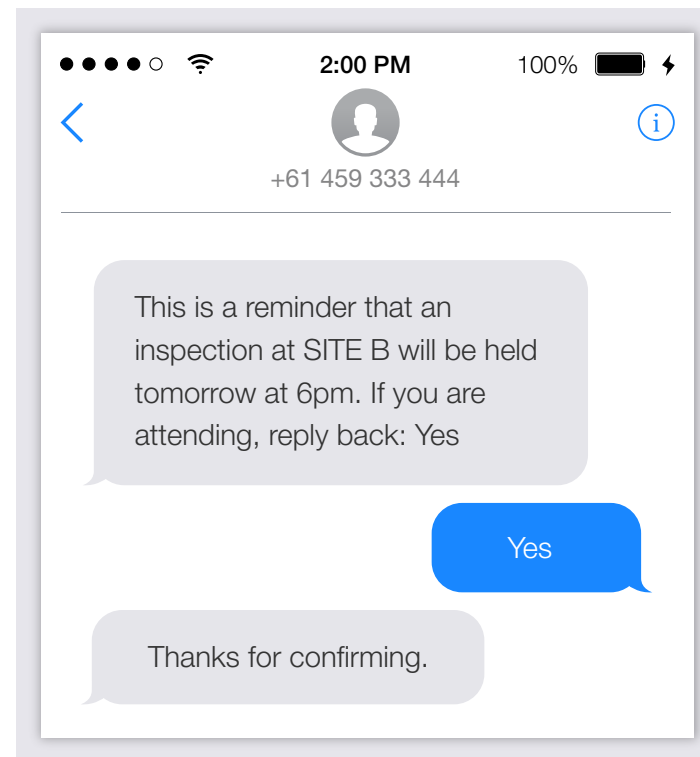 2:00 PM 100%
i
+61 459 333 444
This is a reminder that an
inspection at SITE B will be held
tomorrow at 6pm. If you are
attending, reply back: Yes
Yes
Thanks for confirming.